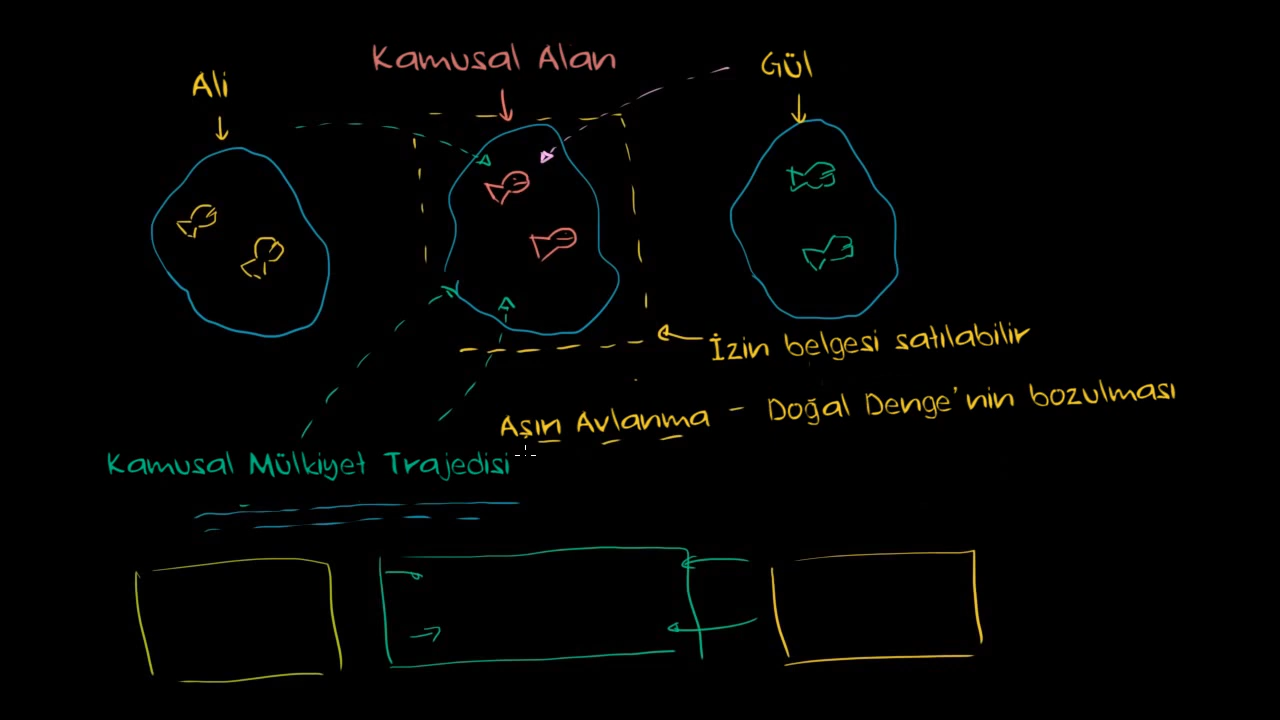 Kamusal Alan
Ali
Gül
İzin belgesi satılabilir
Aşırı Avlanma - Doğal Denge'nin bozulması
Kamusal Mülkiyet Trajedisi